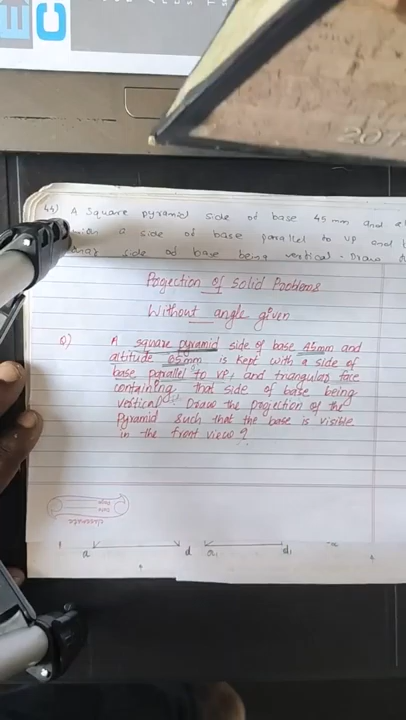 44) A Square pyramid side of base 45 mm and
a side of base parallel to VP and
side of base being vertical. Draw
Projection of solid Problems
Without angle given
Q) A square pyramid side of base 45mm and
altitude 65mm is kept with a side of
base parallel to VP, and triangular face
containing that side of base being
vertical. Draw the projection of the
Pyramid such that the base is visible
in the front view?
classmate
Date
Page
a d a1 d1